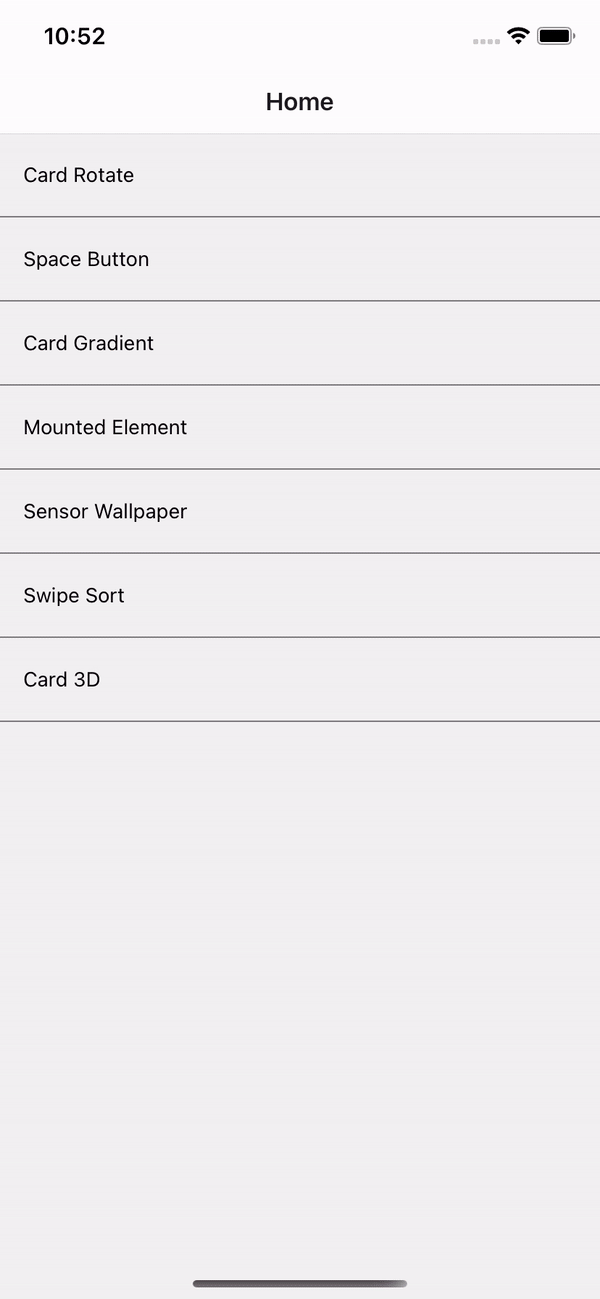 10:52
Home
Card Rotate
Space Button
Card Gradient
Mounted Element
Sensor Wallpaper
Swipe Sort
Card 3D